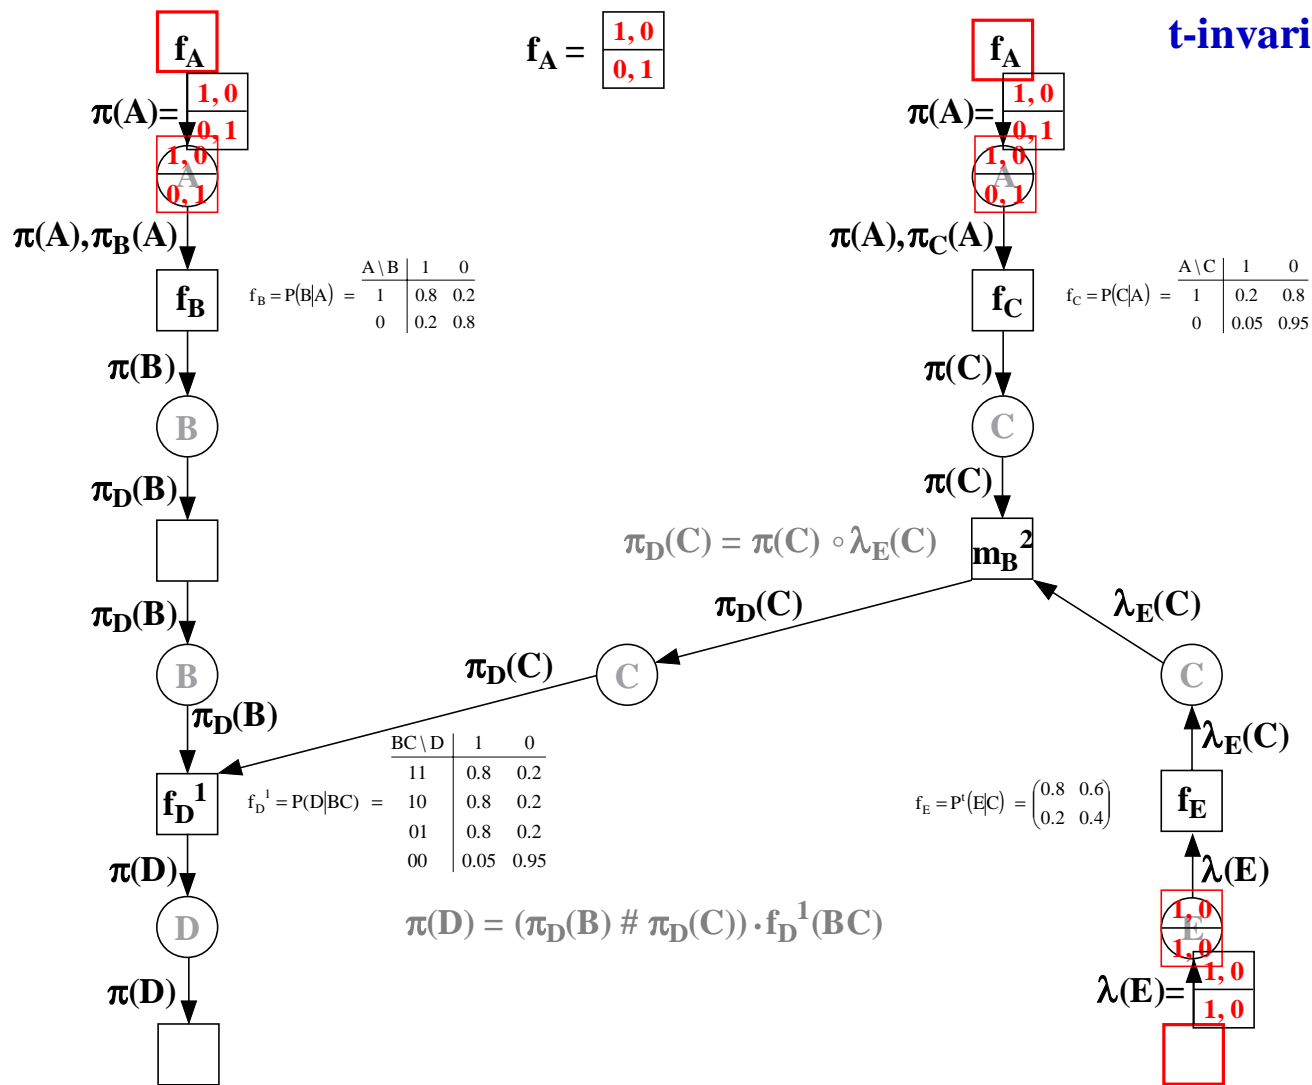 f_A
f_A = 1, 0
0, 1
f_A
t-invari
π(A)= 1, 0
0, 1
π(A)= 1, 0
0, 1
1, 0
A
0, 1
1, 0
A
0, 1
π(A),π_B(A)
π(A),π_C(A)
f_B
f_B = P(B|A) =
A \ B 1 0
1 0.8 0.2
0 0.2 0.8
f_C
f_C = P(C|A) =
A \ C 1 0
1 0.2 0.8
0 0.05 0.95
π(B)
π(C)
B
C
π_D(B)
π(C)
π_D(C) = π(C) ∘ λ_E(C)
m_B^2
π_D(B)
π_D(C)
λ_E(C)
B
π_D(C)
C
C
π_D(B)
λ_E(C)
f_D^1
f_D^1 = P(D|BC) =
BC \ D 1 0
11 0.8 0.2
10 0.8 0.2
01 0.8 0.2
00 0.05 0.95
f_E = P^t(E|C) = (0.8 0.6
0.2 0.4)
f_E
π(D)
λ(E)
D
π(D) = (π_D(B) # π_D(C)) · f_D^1(BC)
1, 0
E
1, 0
π(D)
λ(E)= 1, 0
1, 0